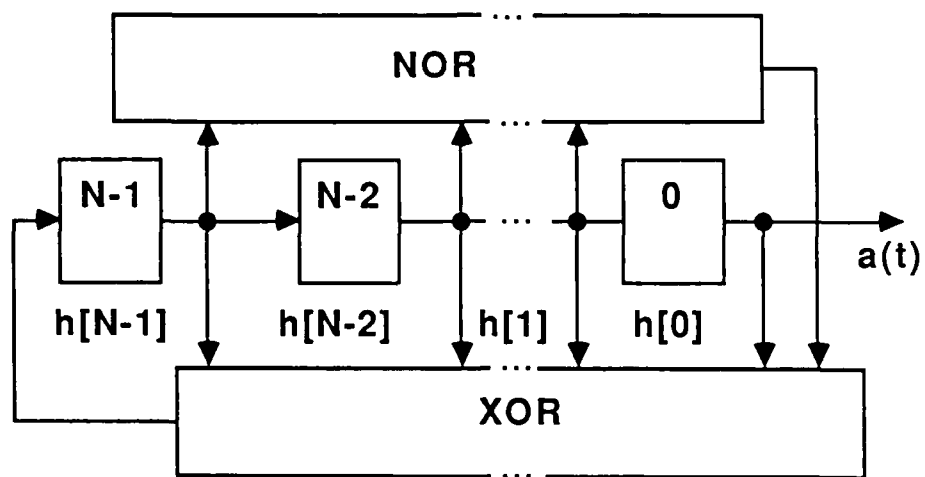 ...
NOR
...
N-1 N-2 ... 0
a(t)
h[N-1] h[N-2] h[1] h[0]
...
XOR
...